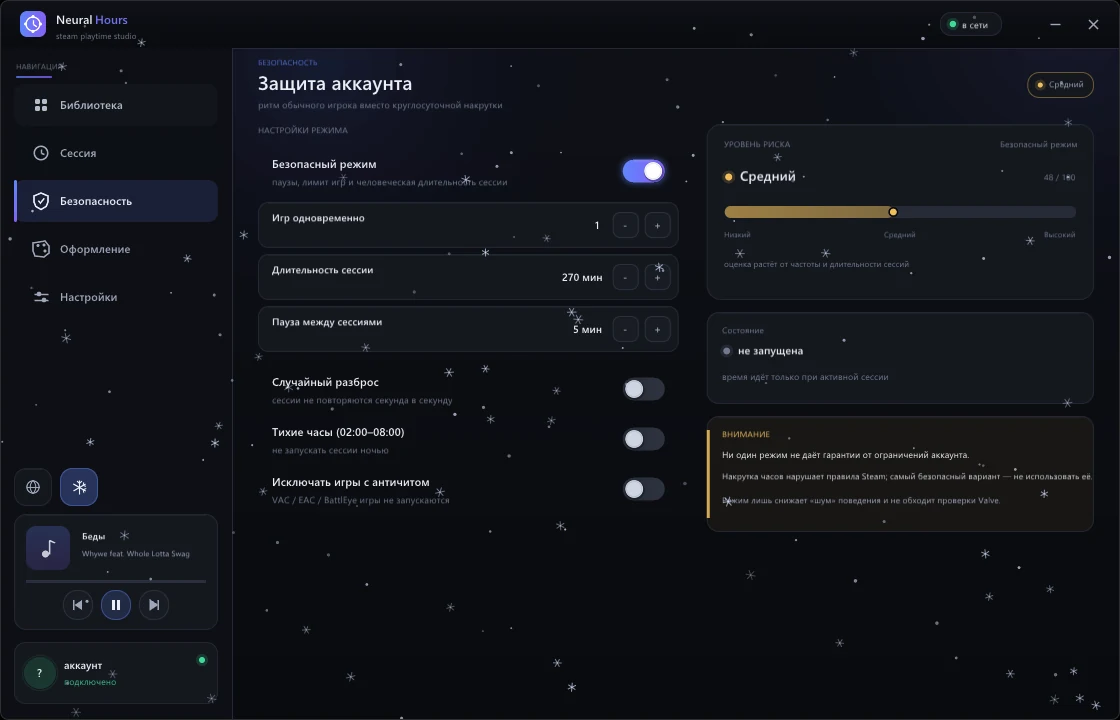 Neural Hours
steam playtime studio
в сети
НАВИГАЦИЯ
Библиотека
Сессия
Безопасность
Оформление
Настройки
Беды
Whywe feat. Whole Lotta Swag
?
аккаунт
подключено
БЕЗОПАСНОСТЬ
Защита аккаунта
ритм обычного игрока вместо круглосуточной накрутки
Средний
НАСТРОЙКИ РЕЖИМА
Безопасный режим
паузы, лимит игр и человеческая длительность сессии
Игр одновременно
1 - +
Длительность сессии
270 мин - +
Пауза между сессиями
5 мин - +
Случайный разброс
сессии не повторяются секунда в секунду
Тихие часы (02:00–08:00)
не запускать сессии ночью
Исключать игры с античитом
VAC / EAC / BattlEye игры не запускаются
УРОВЕНЬ РИСКА
Безопасный режим
Средний
48 / 100
Низкий Средний Высокий
оценка растёт от частоты и длительности сессий
Состояние
не запущена
время идёт только при активной сессии
ВНИМАНИЕ
Ни один режим не даёт гарантии от ограничений аккаунта.
Накрутка часов нарушает правила Steam; самый безопасный вариант — не использовать её.
Режим лишь снижает «шум» поведения и не обходит проверки Valve.